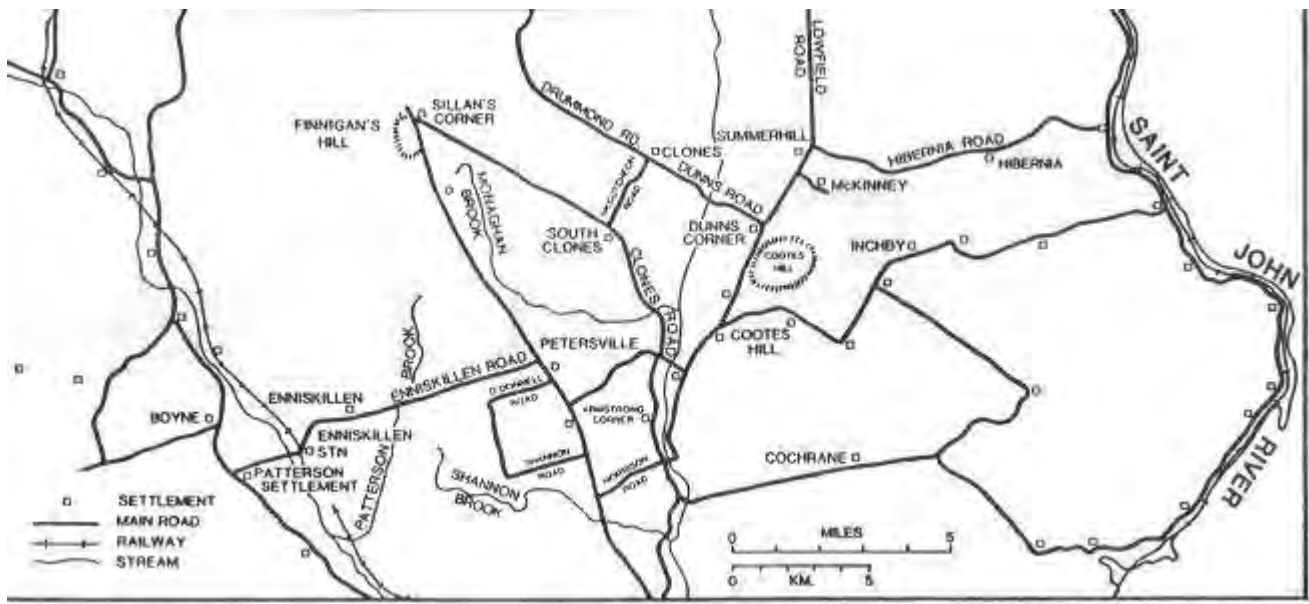 LOWFIELD
ROAD
SILLAN'S
CORNER
FINNIGAN'S
HILL
DRUMMOND RD.
CLONES
SUMMERHILL
HIBERNIA ROAD
HIBERNIA
SAINT
JOHN
RIVER
McKINNEY
MONAGHAN
BROOK
ROAD
DUNNS ROAD
SOUTH
CLONES
DUNNS
CORNER
COOTES
HILL
INCHBY
CLONES
ROAD
PETERSVILLE
COOTES
HILL
BROOK
ENNISKILLEN ROAD
ENNISKILLEN
ARMSTRONG
CORNER
BOYNE
ENNISKILLEN
STN
PATTERSON
SETTLEMENT
PATTERSON
SHANNON
BROOK
ROAD
COCHRANE
SETTLEMENT
MAIN ROAD
RAILWAY
STREAM
0 MILES 5
0 KM. 5